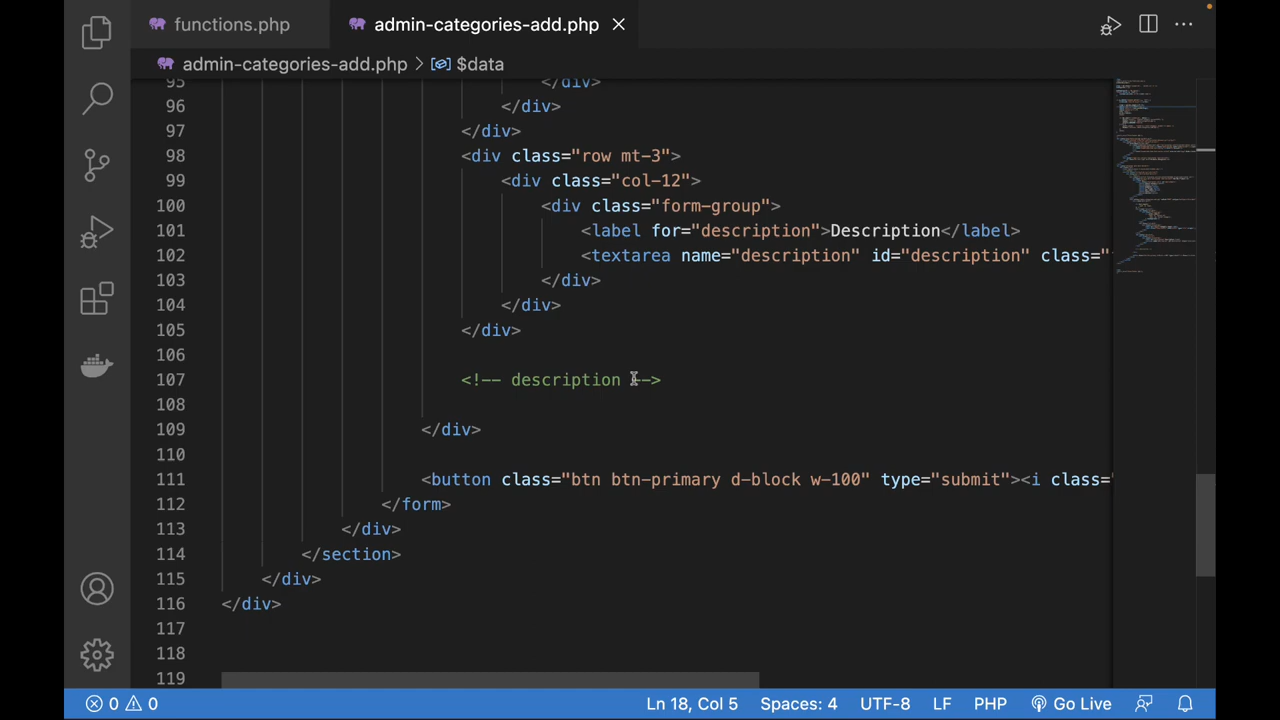 functions.php
admin-categories-add.php
admin-categories-add.php > $data
95 </div>
96 </div>
97 </div>
98 <div class="row mt-3">
99 <div class="col-12">
100 <div class="form-group">
101 <label for="description">Description</label>
102 <textarea name="description" id="description" class="
103 </div>
104 </div>
105 </div>
106
107 <!-- description -->
108
109 </div>
110
111 <button class="btn btn-primary d-block w-100" type="submit"><i class="
112 </form>
113 </div>
114 </section>
115 </div>
116 </div>
117
118
119
0 0 Ln 18, Col 5 Spaces: 4 UTF-8 LF PHP Go Live